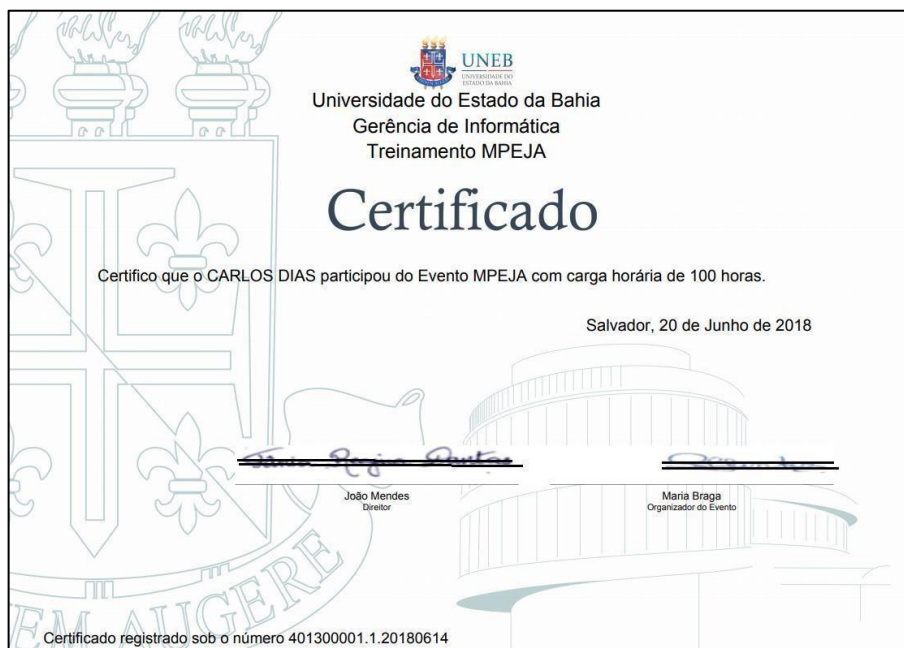 UNEB
UNIVERSIDADE DO
ESTADO DA BAHIA
Universidade do Estado da Bahia
Gerência de Informática
Treinamento MPEJA
Certificado
Certifico que o CARLOS DIAS participou do Evento MPEJA com carga horária de 100 horas.
Salvador, 20 de Junho de 2018
João Mendes
Diretor
Maria Braga
Organizador do Evento
EM AUGERE
Certificado registrado sob o número 401300001.1.20180614